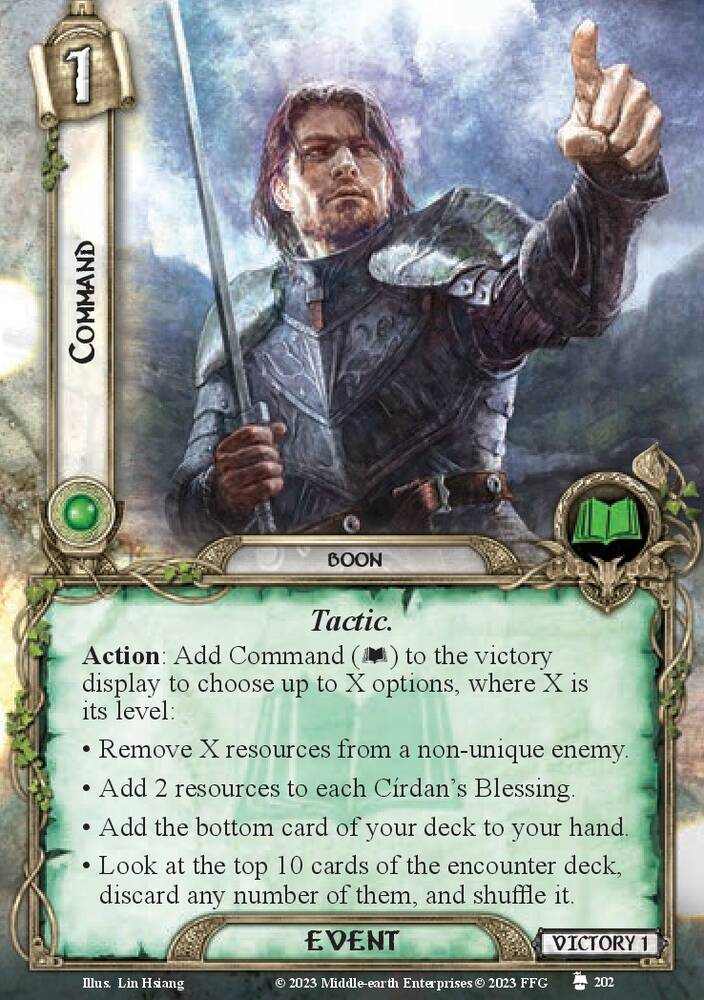 1
COMMAND
BOON
Tactic.
Action: Add Command ( ) to the victory
display to choose up to X options, where X is
its level:
• Remove X resources from a non-unique enemy.
• Add 2 resources to each Círdan's Blessing.
• Add the bottom card of your deck to your hand.
• Look at the top 10 cards of the encounter deck,
discard any number of them, and shuffle it.
EVENT
VICTORY 1
Illus. Lin Hsiang
© 2023 Middle-earth Enterprises © 2023 FFG
202